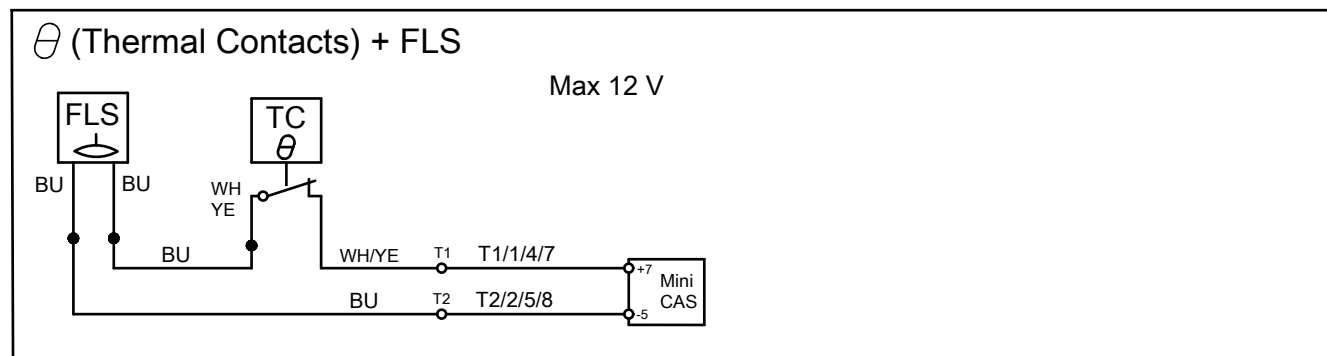 θ (Thermal Contacts) + FLS
Max 12 V
FLS
TC
θ
BU
BU
WH
YE
BU
WH/YE
T1
T1/1/4/7
+7
Mini
CAS
BU
T2
T2/2/5/8
-5